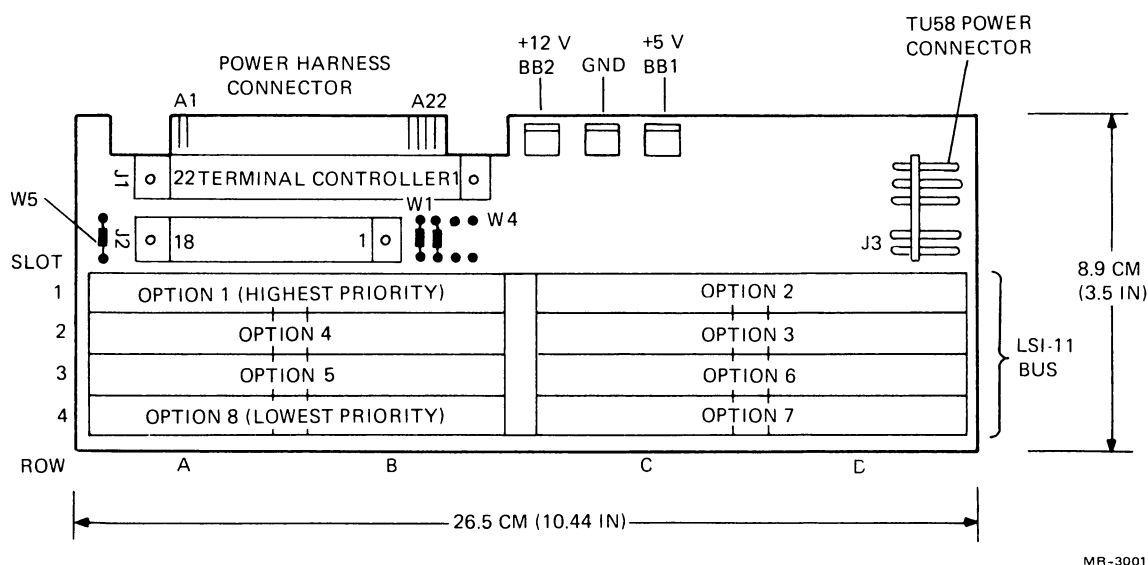 TU58 POWER
CONNECTOR
+12 V
BB2
GND
+5 V
BB1
POWER HARNESS
CONNECTOR
A1
A22
J1
22 TERMINAL CONTROLLER 1
W5
J2
18
1
W1
W4
J3
SLOT
1
OPTION 1 (HIGHEST PRIORITY)
OPTION 2
2
OPTION 4
OPTION 3
3
OPTION 5
OPTION 6
4
OPTION 8 (LOWEST PRIORITY)
OPTION 7
LSI-11
BUS
8.9 CM
(3.5 IN)
ROW
A
B
C
D
26.5 CM (10.44 IN)
MR-3001